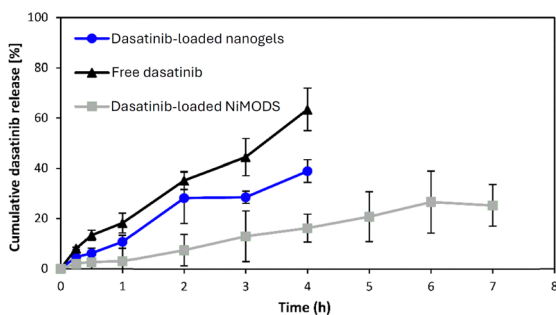 100
80
60
40
20
0
Cumulative dasatinib release [%]
Dasatinib-loaded nanogels
Free dasatinib
Dasatinib-loaded NiMODS
0 1 2 3 4 5 6 7 8
Time (h)